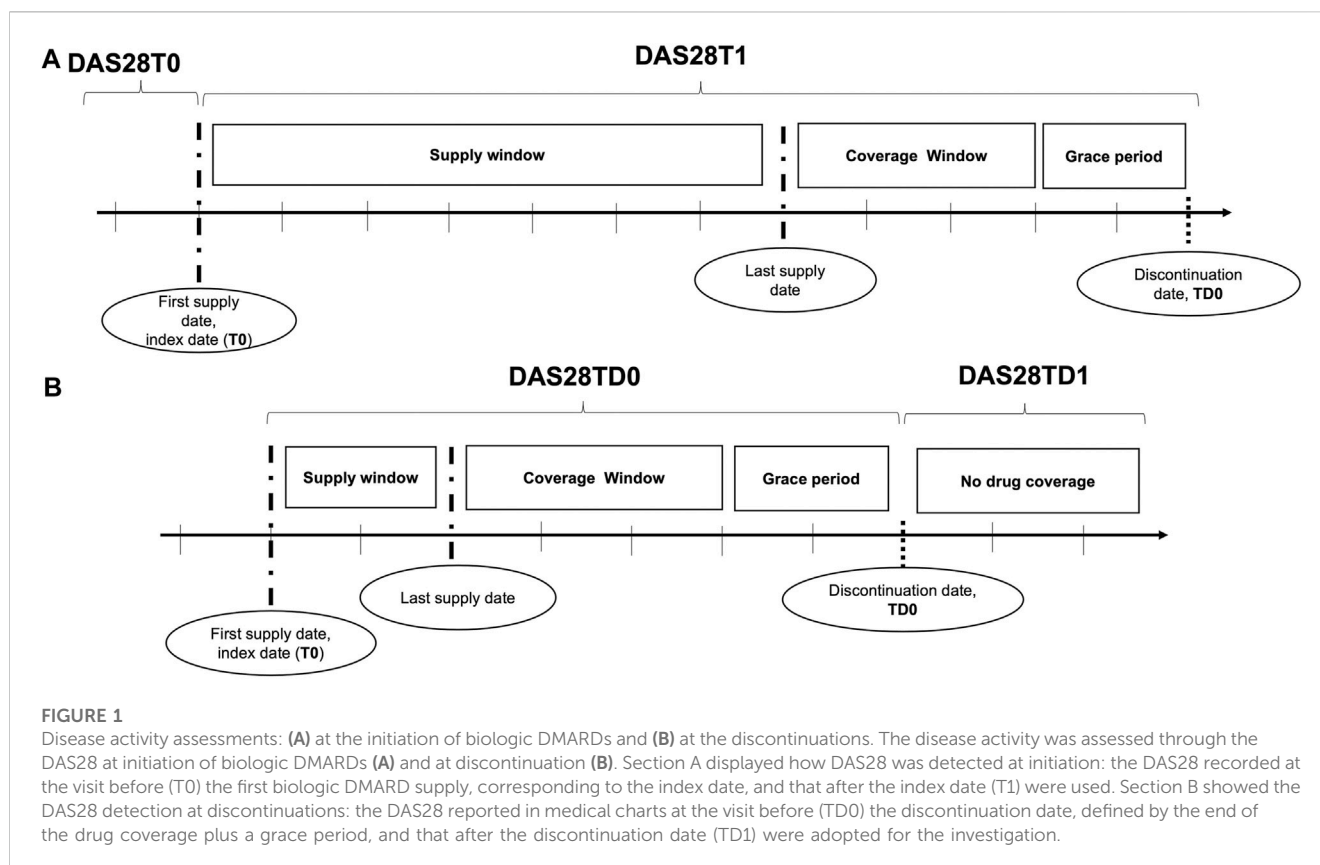 A
DAS28T0
DAS28T1
Supply window
Coverage Window
Grace period
First supply
date,
index date (T0)
Last supply
date
Discontinuation
date, TD0
B
DAS28TD0
DAS28TD1
Supply window
Coverage Window
Grace period
No drug coverage
First supply date,
index date (T0)
Last supply date
Discontinuation date,
TD0
FIGURE 1
Disease activity assessments: (A) at the initiation of biologic DMARDs and (B) at the discontinuations. The disease activity was assessed through the
DAS28 at initiation of biologic DMARDs (A) and at discontinuation (B). Section A displayed how DAS28 was detected at initiation: the DAS28 recorded at
the visit before (T0) the first biologic DMARD supply, corresponding to the index date, and that after the index date (T1) were used. Section B showed the
DAS28 detection at discontinuations: the DAS28 reported in medical charts at the visit before (TD0) the discontinuation date, defined by the end of
the drug coverage plus a grace period, and that after the discontinuation date (TD1) were adopted for the investigation.